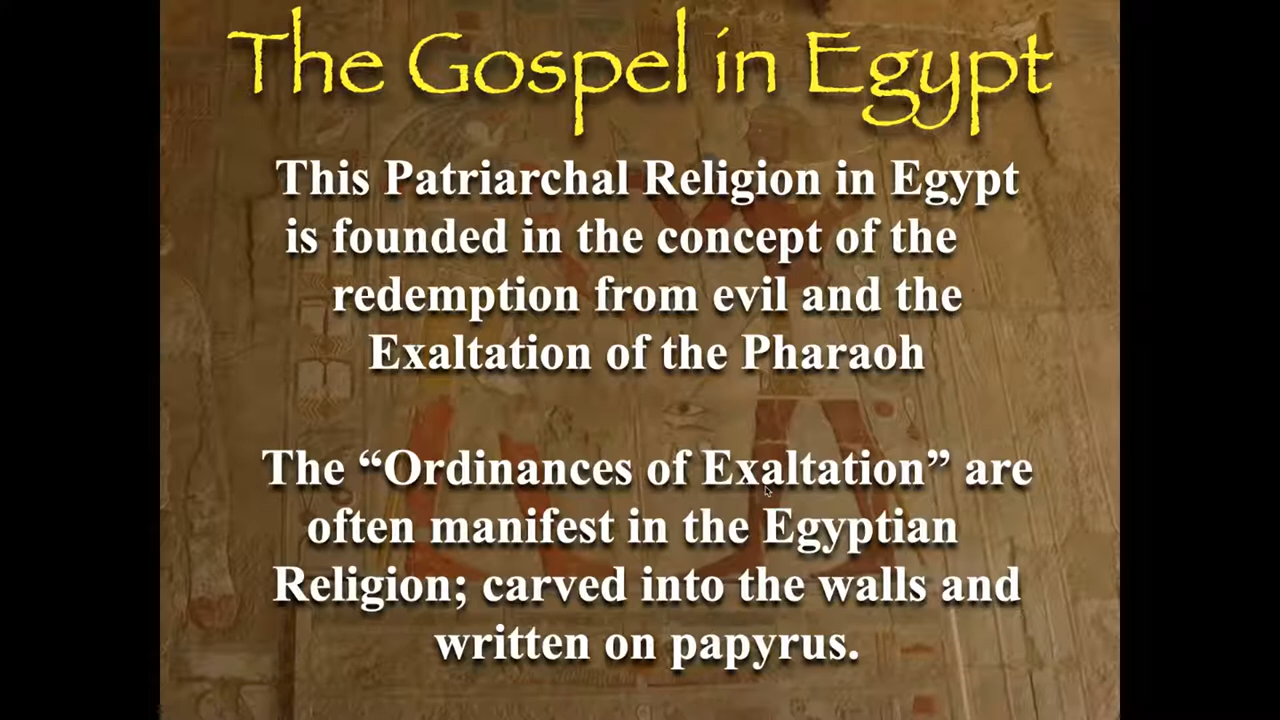 The Gospel in Egypt
This Patriarchal Religion in Egypt
is founded in the concept of the
redemption from evil and the
Exaltation of the Pharaoh
The “Ordinances of Exaltation” are
often manifest in the Egyptian
Religion; carved into the walls and
written on papyrus.